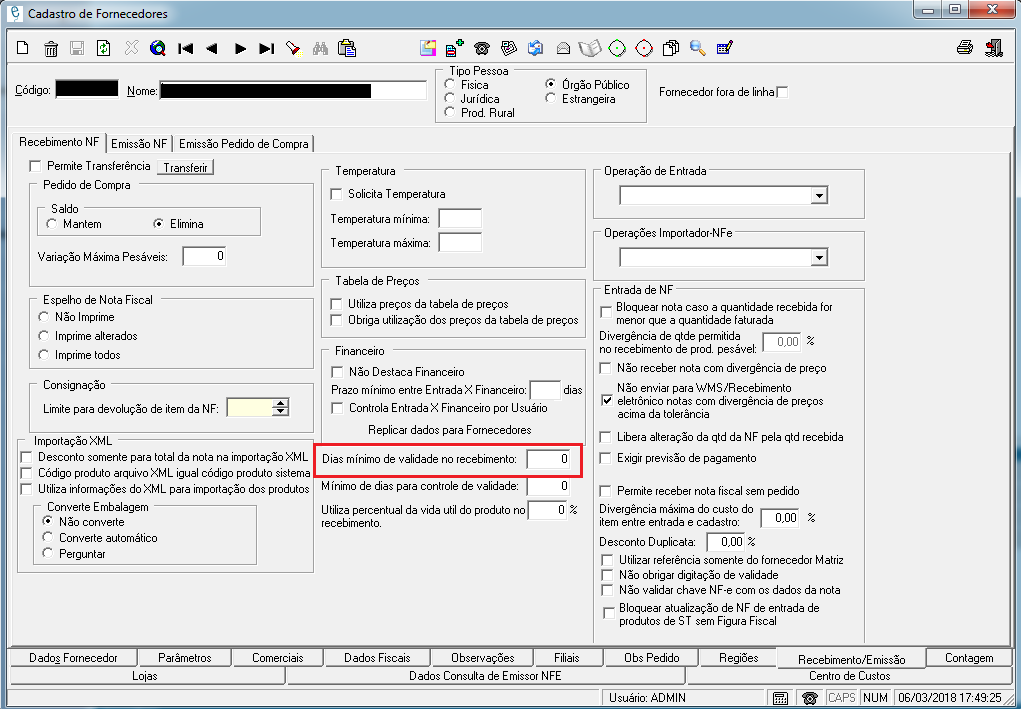 Cadastro de Fornecedores
Código:
Nome:
Tipo Pessoa
Física
Jurídica
Prod. Rural
Órgão Público
Estrangeira
Fornecedor fora de linha
Recebimento NF
Emissão NF
Emissão Pedido de Compra
Permite Transferência
Transferir
Pedido de Compra
Saldo
Mantem
Elimina
Variação Máxima Pesáveis:
0
Espelho de Nota Fiscal
Não Imprime
Imprime alterados
Imprime todos
Consignação
Limite para devolução de item da NF:
Importação XML
Desconto somente para total da nota na importação XML
Código produto arquivo XML igual código produto sistema
Utiliza informações do XML para importação dos produtos
Converte Embalagem
Não converte
Converte automático
Perguntar
Temperatura
Solicita Temperatura
Temperatura mínima:
Temperatura máxima:
Tabela de Preços
Utiliza preços da tabela de preços
Obriga utilização dos preços da tabela de preços
Financeiro
Não Destaca Financeiro
Prazo mínimo entre Entrada X Financeiro:
dias
Controla Entrada X Financeiro por Usuário
Replicar dados para Fornecedores
Dias mínimo de validade no recebimento:
0
Mínimo de dias para controle de validade:
0
Utiliza percentual da vida util do produto no
recebimento.
0 %
Operação de Entrada
Operações Importador-NFe
Entrada de NF
Bloquear nota caso a quantidade recebida for
menor que a quantidade faturada
Divergência de qtde permitida
no recebimento de prod. pesável:
0,00 %
Não receber nota com divergência de preço
Não enviar para WMS/Recebimento
eletrônico notas com divergência de preços
acima da tolerância
Libera alteração da qtd da NF pela qtd recebida
Exigir previsão de pagamento
Permite receber nota fiscal sem pedido
Divergência máxima do custo do
item entre entrada e cadastro:
0,00 %
Desconto Duplicata:
0,00 %
Utilizar referência somente do fornecedor Matriz
Não obrigar digitação de validade
Não validar chave NF-e com os dados da nota
Bloquear atualização de NF de entrada de
produtos de ST sem Figura Fiscal
Dados Fornecedor
Parâmetros
Comerciais
Dados Fiscais
Observações
Filiais
Obs Pedido
Regiões
Recebimento/Emissão
Contagem
Lojas
Dados Consulta de Emissor NFE
Centro de Custos
Usuário: ADMIN
CAPS
NUM
06/03/2018 17:49:25